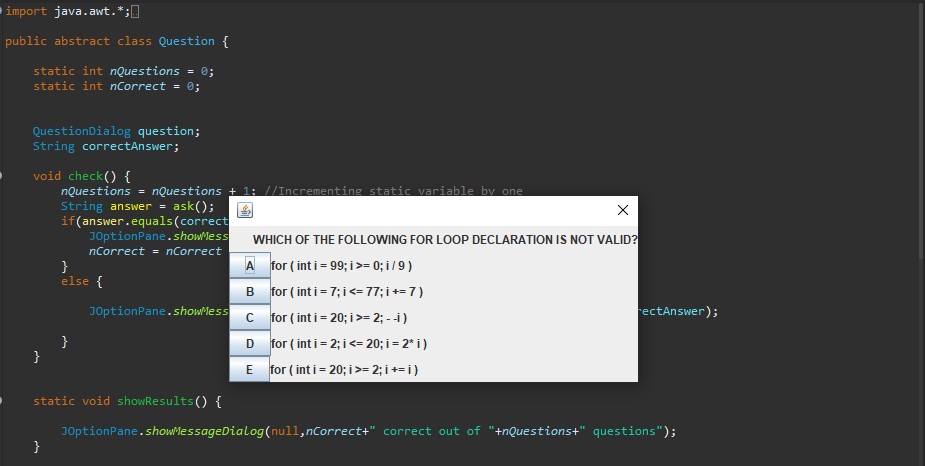 import java.awt.*;
public abstract class Question {
static int nQuestions = 0;
static int nCorrect = 0;
QuestionDialog question;
String correctAnswer;
void check() {
nQuestions = nQuestions + 1; //Incrementing static variable by one
String answer = ask();
if(answer.equals(correct
JOptionPane.showMess
nCorrect = nCorrect
}
else {
JOptionPane.showMess
rectAnswer);
}
}
WHICH OF THE FOLLOWING FOR LOOP DECLARATION IS NOT VALID?
A for ( int i = 99; i >= 0; i / 9 )
B for ( int i = 7; i <= 77; i += 7 )
C for ( int i = 20; i >= 2; - -i )
D for ( int i = 2; i <= 20; i = 2* i )
E for ( int i = 20; i >= 2; i += i )
static void showResults() {
JOptionPane.showMessageDialog(null,nCorrect+" correct out of "+nQuestions+" questions");
}